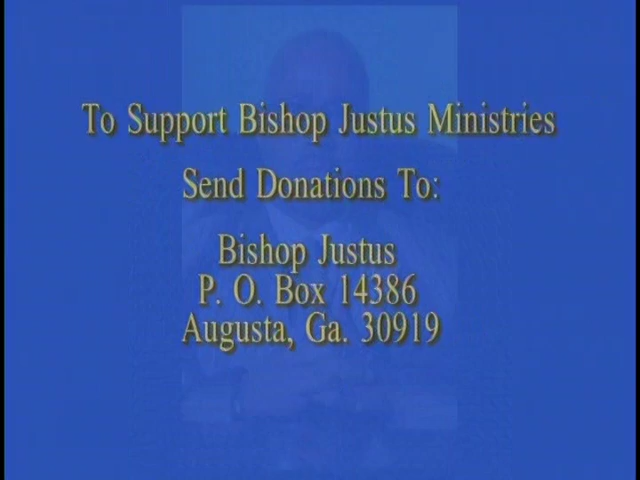 To Support Bishop Justus Ministries
Send Donations To:
Bishop Justus
P. O. Box 14386
Augusta, Ga. 30919